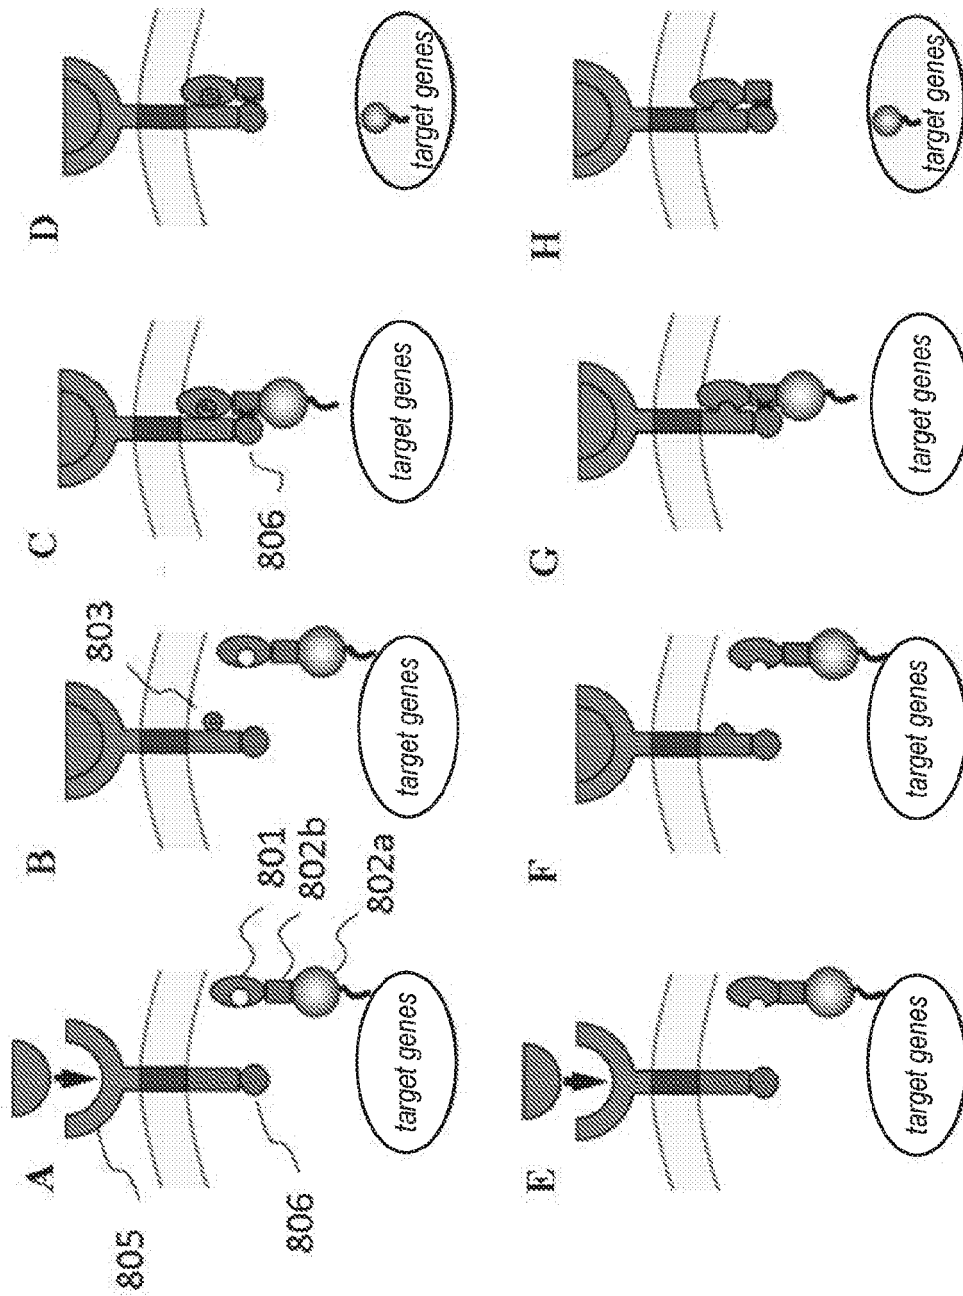 A
805
806
target genes
801
802b
802a
B
803
target genes
C
806
target genes
D
target genes
E
target genes
F
target genes
G
target genes
H
target genes